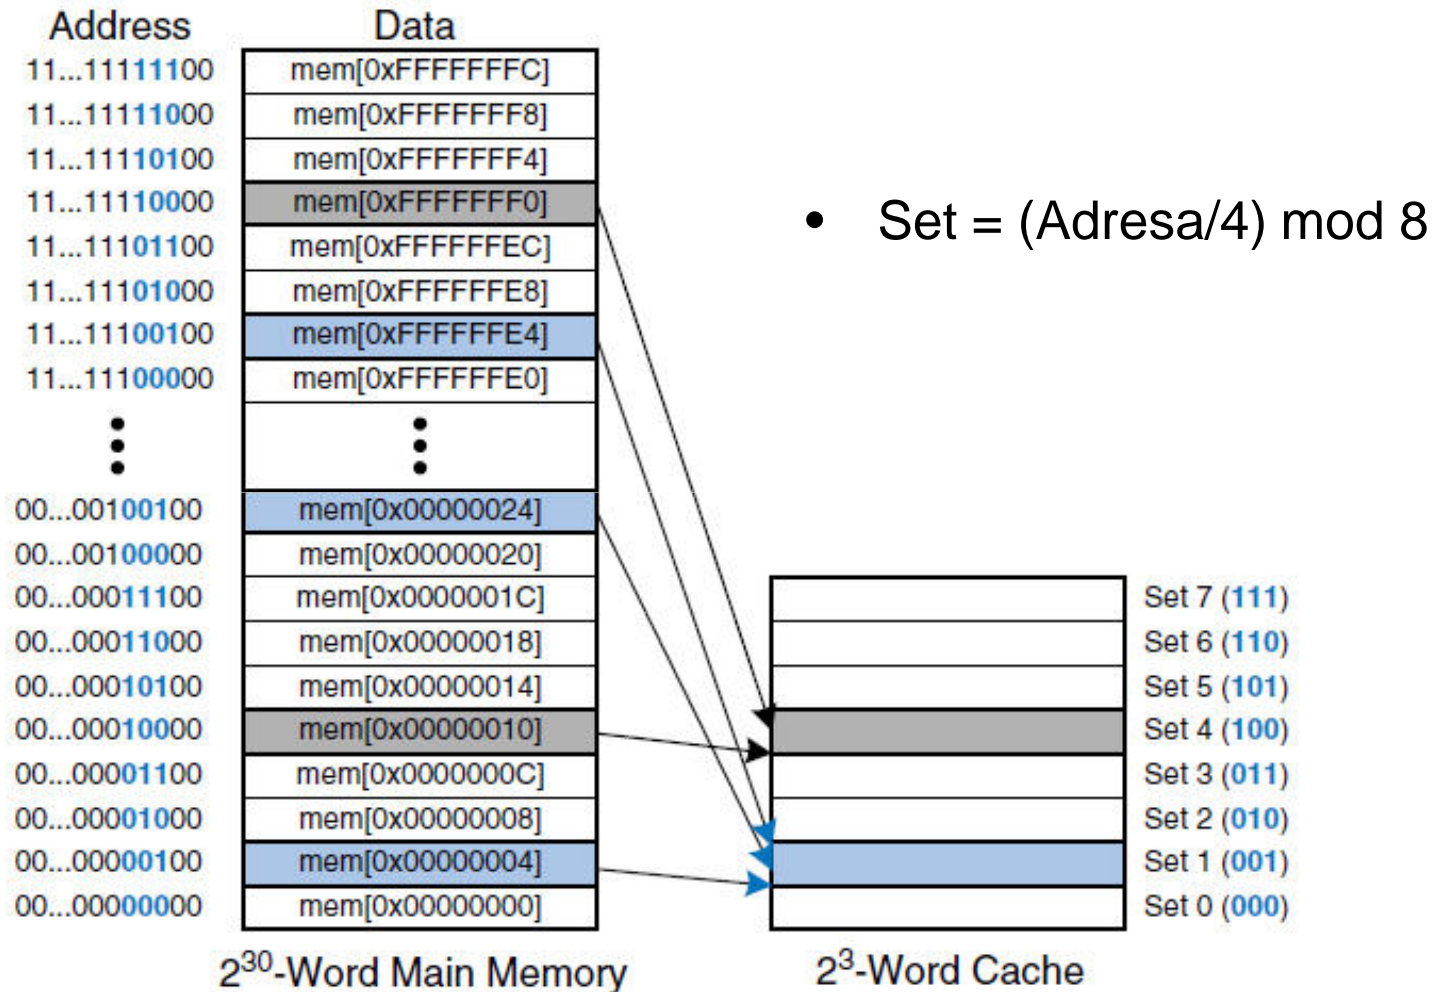 Address Data
11...11111100 mem[0xFFFFFFFC]
11...11111000 mem[0xFFFFFFF8]
11...11110100 mem[0xFFFFFFF4]
11...11110000 mem[0xFFFFFFF0]
• Set = (Adresa/4) mod 8
11...11101100 mem[0xFFFFFFEC]
11...11101000 mem[0xFFFFFFE8]
11...11100100 mem[0xFFFFFFE4]
11...11100000 mem[0xFFFFFFE0]
00...00100100 mem[0x00000024]
00...00100000 mem[0x00000020]
00...00011100 mem[0x0000001C] Set 7 (111)
00...00011000 mem[0x00000018] Set 6 (110)
00...00010100 mem[0x00000014] Set 5 (101)
00...00010000 mem[0x00000010] Set 4 (100)
00...00001100 mem[0x0000000C] Set 3 (011)
00...00001000 mem[0x00000008] Set 2 (010)
00...00000100 mem[0x00000004] Set 1 (001)
00...00000000 mem[0x00000000] Set 0 (000)
2³⁰-Word Main Memory 2³-Word Cache